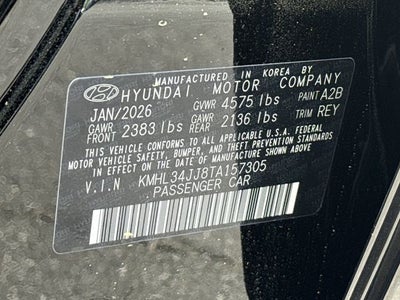 MANUFACTURED IN KOREA BY
HYUNDAI MOTOR COMPANY
JAN/2026 GVWR 4575 lbs PAINT A2B
GAWR FRONT 2383 lbs GAWR REAR 2136 lbs TRIM REY
THIS VEHICLE CONFORMS TO ALL APPLICABLE U.S.A. FEDERAL
MOTOR VEHICLE SAFETY, BUMPER, AND THEFT PREVENTION
STANDARDS IN EFFECT ON THE DATE OF MANUFACTURE
SHOWN ABOVE.
V.I.N KMHL34JJ8TA157305
PASSENGER CAR